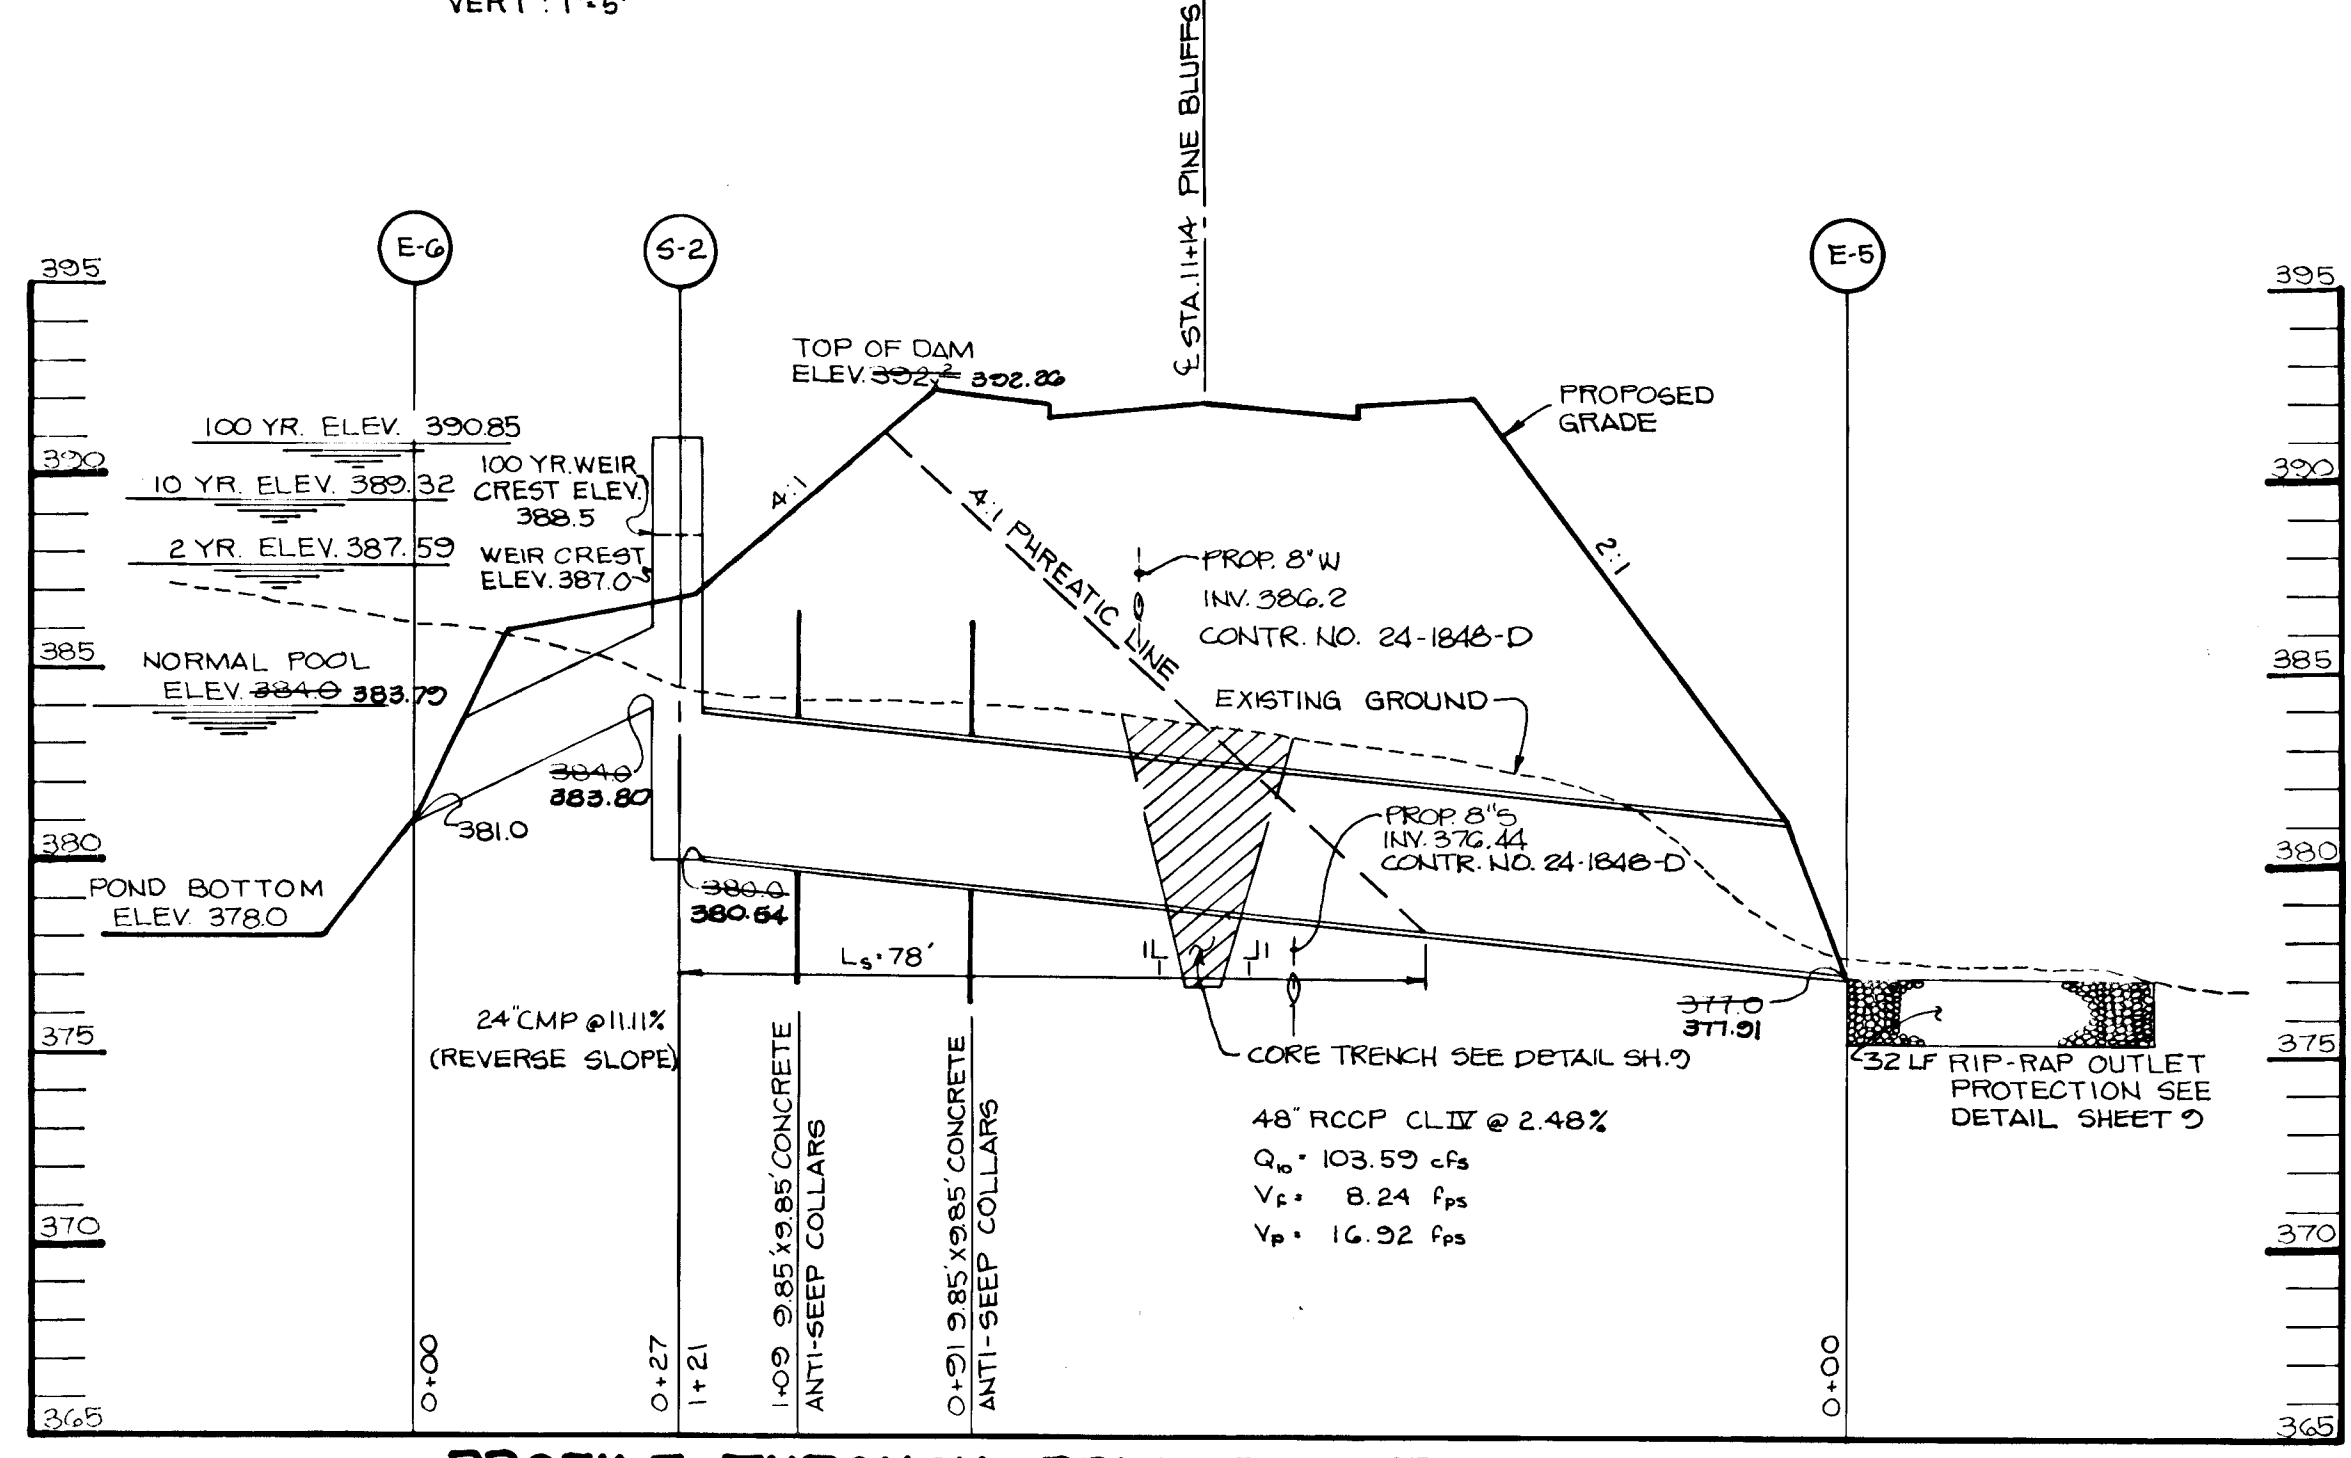 VERT : 1"=5'
℄ STA. 11+14 PINE BLUFFS
E-6
S-2
E-5
395
395
TOP OF DAM
ELEV. 392.2 392.26
PROPOSED
GRADE
100 YR. ELEV. 390.85
390
390
100 YR. WEIR
CREST ELEV.
388.5
10 YR. ELEV. 389.32
4:1
4:1 PHREATIC LINE
2:1
2 YR. ELEV. 387.59
WEIR CREST
ELEV. 387.0
PROP. 8"W
INV. 386.2
CONTR. NO. 24-1848-D
385
385
NORMAL POOL
ELEV. 384.0 383.79
EXISTING GROUND
384.0
383.80
381.0
PROP. 8"S
INV. 376.44
CONTR. NO. 24-1848-D
380
380
POND BOTTOM
ELEV. 378.0
380.0
380.64
Ls = 78'
377.0
377.91
24"CMP @ 11.11%
(REVERSE SLOPE)
375
375
CORE TRENCH SEE DETAIL SH. 9
32 LF RIP-RAP OUTLET
PROTECTION SEE
DETAIL SHEET 9
48" RCCP CL IV @ 2.48%
Q10 = 103.59 cfs
Vf = 8.24 fps
Vp = 16.92 fps
370
370
0+00
0+27
1+21
1+09 9.85'x9.85' CONCRETE
ANTI-SEEP COLLARS
0+91 9.85'x9.85' CONCRETE
ANTI-SEEP COLLARS
0+00
365
365
PROFILE THROUGH